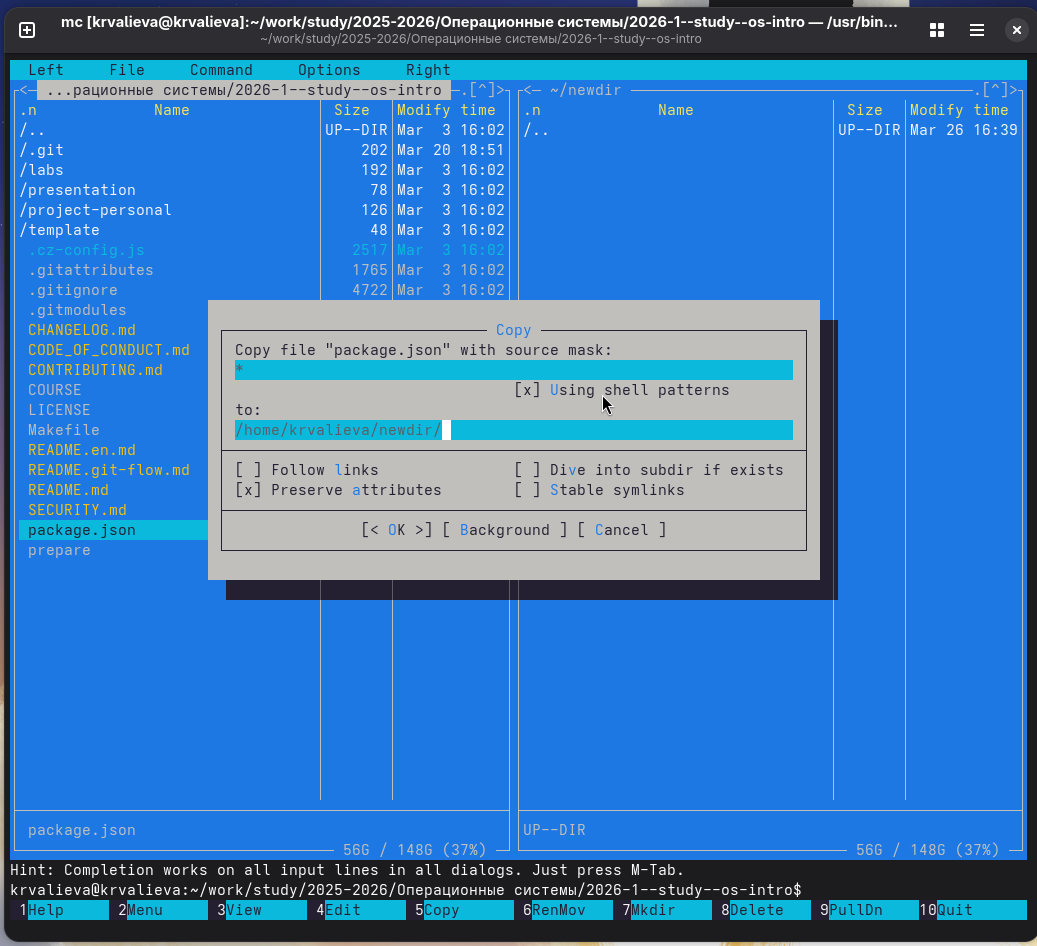 mc [krvalieva@krvalieva]:~/work/study/2025-2026/Операционные системы/2026-1--study--os-intro — /usr/bin…
~/work/study/2025-2026/Операционные системы/2026-1--study--os-intro
Left File Command Options Right
<— ...рационные системы/2026-1--study--os-intro —.[^]> <— ~/newdir —.[^]>
.n Name Size Modify time .n Name Size Modify time
/.. UP--DIR Mar 3 16:02 /.. UP--DIR Mar 26 16:39
/.git 202 Mar 20 18:51
/labs 192 Mar 3 16:02
/presentation 78 Mar 3 16:02
/project-personal 126 Mar 3 16:02
/template 48 Mar 3 16:02
.cz-config.js 2517 Mar 3 16:02
.gitattributes 1765 Mar 3 16:02
.gitignore 4722 Mar 3 16:02
.gitmodules
CHANGELOG.md
CODE_OF_CONDUCT.md
CONTRIBUTING.md
COURSE
LICENSE
Makefile
README.en.md
README.git-flow.md
README.md
SECURITY.md
package.json
prepare
Copy
Copy file "package.json" with source mask:
*
[x] Using shell patterns
to:
/home/krvalieva/newdir/
[ ] Follow links [ ] Dive into subdir if exists
[x] Preserve attributes [ ] Stable symlinks
[< OK >] [ Background ] [ Cancel ]
package.json UP--DIR
56G / 148G (37%) 56G / 148G (37%)
Hint: Completion works on all input lines in all dialogs. Just press M-Tab.
krvalieva@krvalieva:~/work/study/2025-2026/Операционные системы/2026-1--study--os-intro$
1Help 2Menu 3View 4Edit 5Copy 6RenMov 7Mkdir 8Delete 9PullDn 10Quit